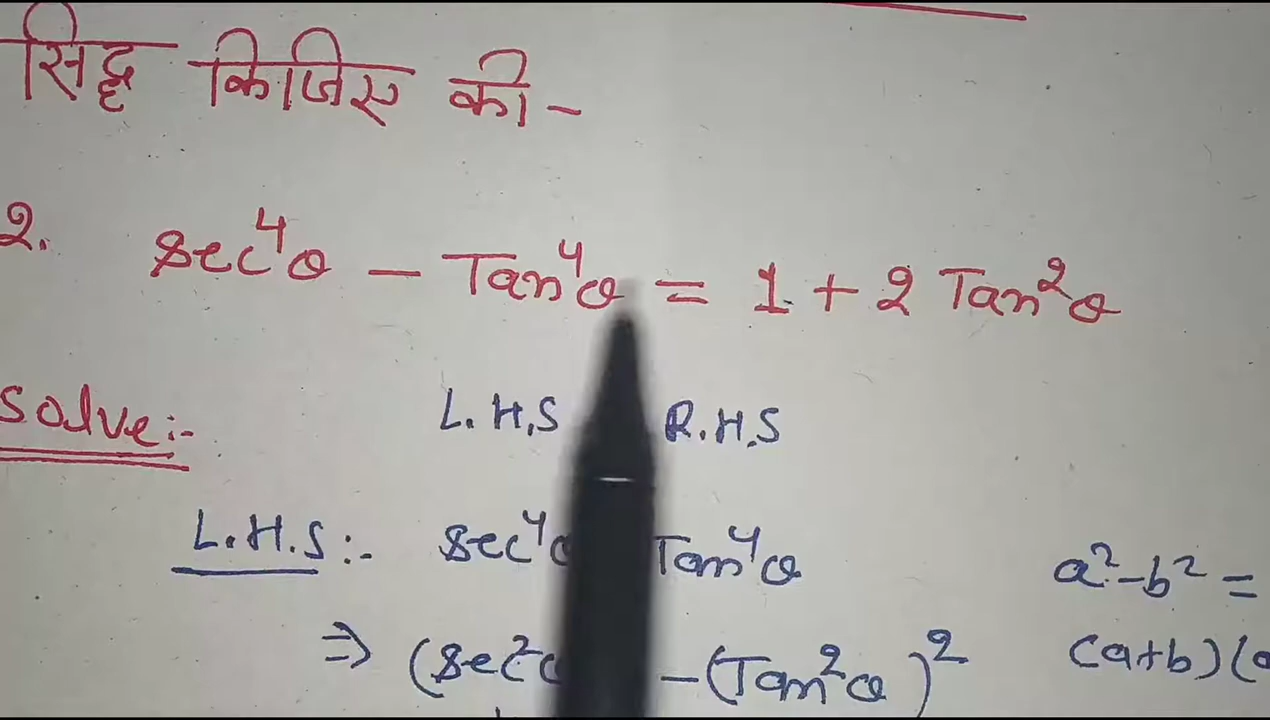 सिद्ध किजिए की -
2. sec⁴θ - Tan⁴θ = 1 + 2 Tan²θ
Solve :-
L.H.S R.H.S
L.H.S :- sec⁴ Tan⁴θ
⇒ (sec² - (Tan²θ)² 
a² - b² =
(a+b) (